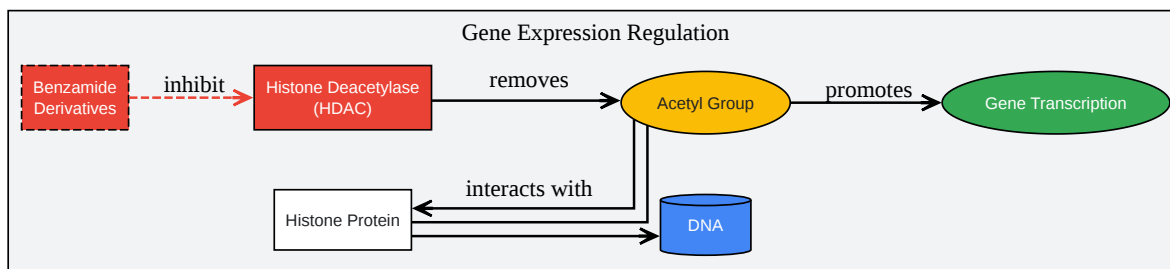 Gene Expression Regulation
Benzamide
Derivatives
inhibit
Histone Deacetylase
(HDAC)
removes
Acetyl Group
promotes
Gene Transcription
interacts with
Histone Protein
DNA